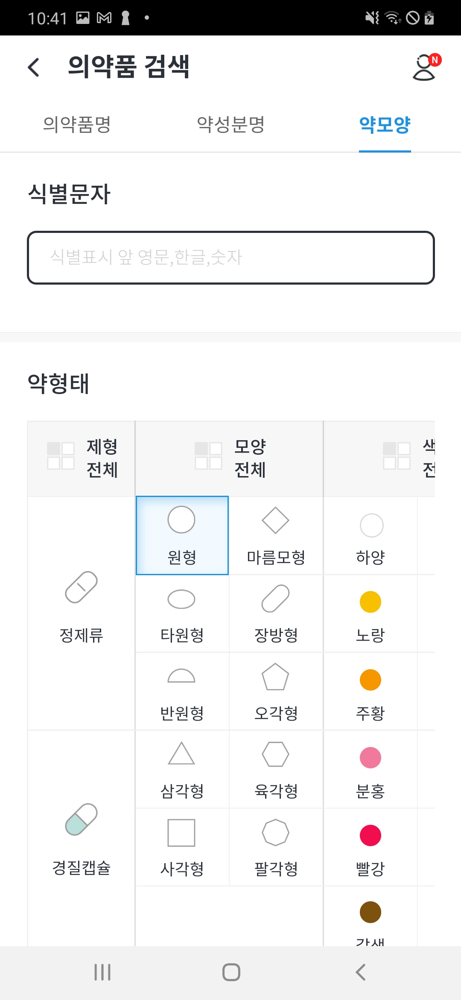 10:41
의약품 검색
N
의약품명 약성분명 약모양
식별문자
식별표시 앞 영문,한글,숫자
약형태
제형 전체
모양 전체
원형 마름모형 하양
정제류 타원형 장방형 노랑
반원형 오각형 주황
삼각형 육각형 분홍
경질캡슐 사각형 팔각형 빨강